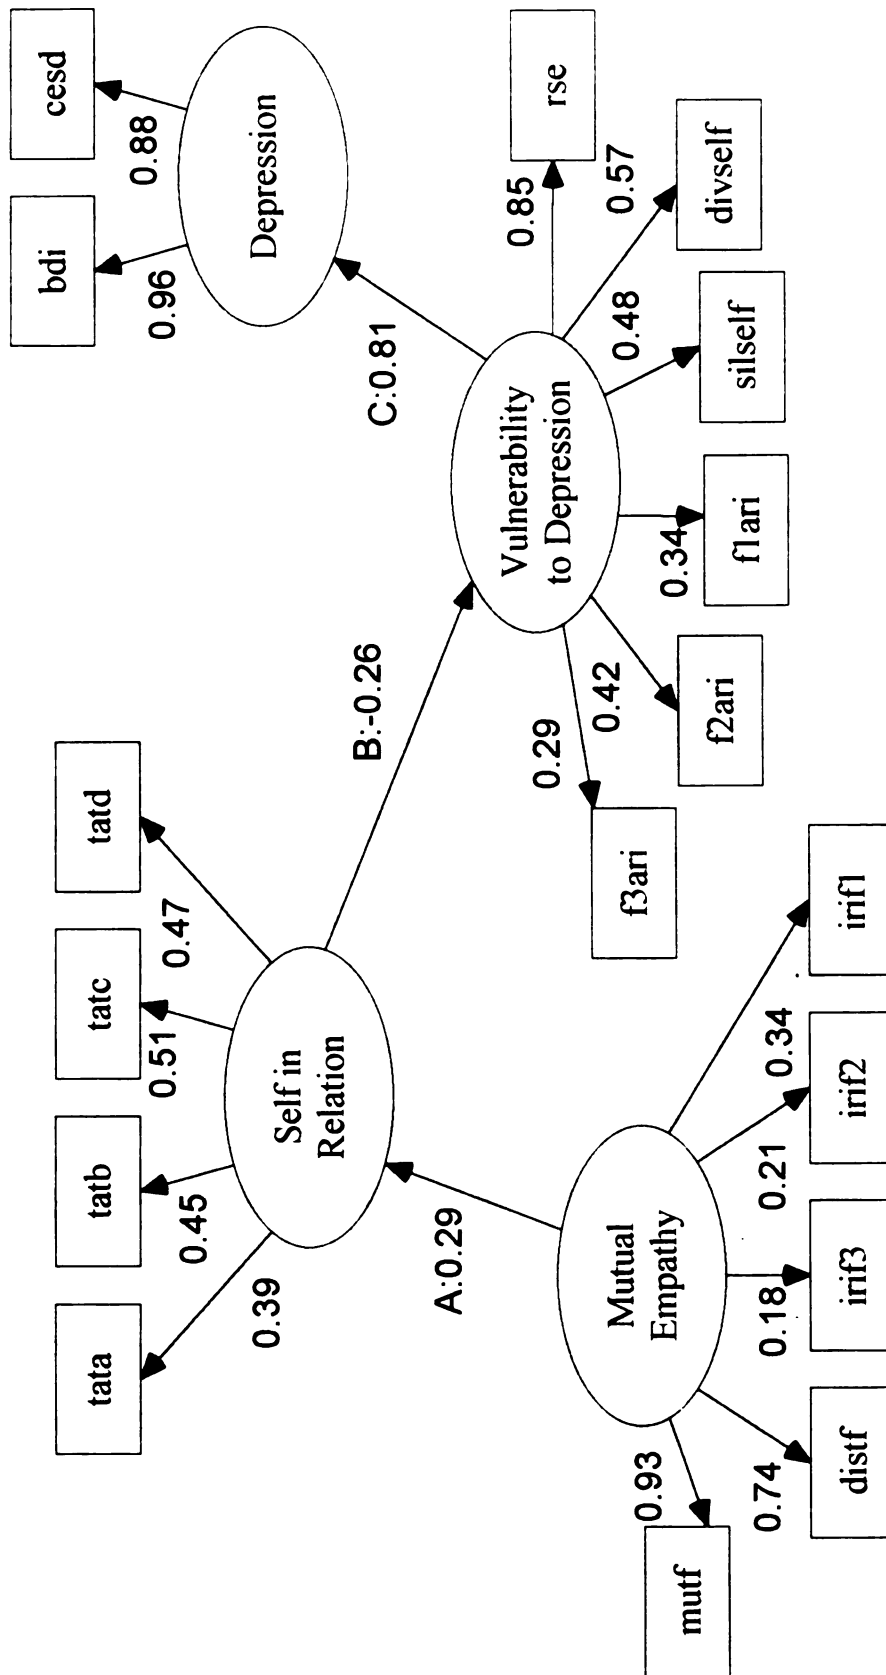 mutf
0.93
distf
0.74
irif3
0.18
irif2
0.21
irif1
0.34
Mutual
Empathy
A:0.29
tata
0.39
tatb
0.45
tatc
0.51
tatd
0.47
Self in
Relation
B:-0.26
f3ari
0.29
f2ari
0.42
f1ari
0.34
silself
0.48
divself
0.57
rse
0.85
Vulnerability
to Depression
C:0.81
bdi
0.96
cesd
0.88
Depression